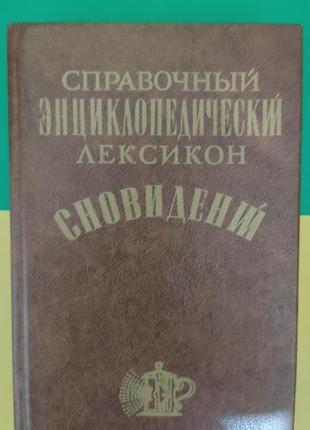 СПРАВОЧНЫЙ
ЭНЦИКЛОПЕДИЧЕСКИЙ
ЛЕКСИКОН
СНОВИДЕНИЙ